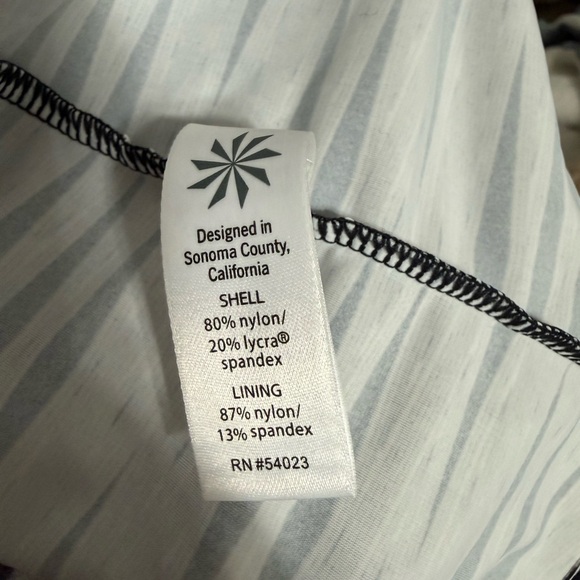 Designed in
Sonoma County,
California
SHELL
80% nylon/
20% lycra®
spandex
LINING
87% nylon/
13% spandex
RN #54023